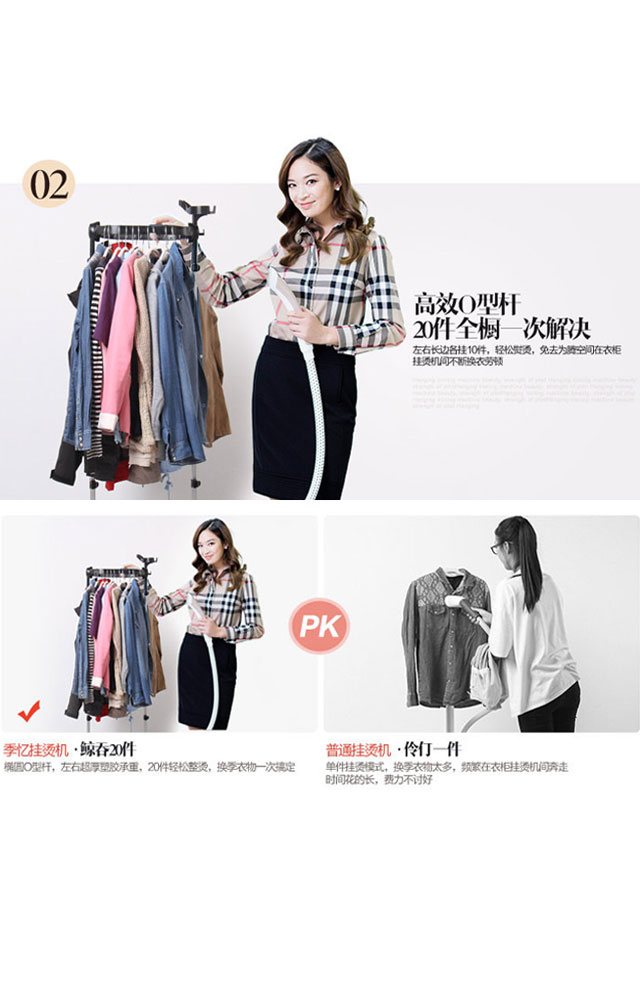 02
高效O型杆
20件全橱一次解决
左右长边各挂10件，轻松熨烫，免去为腾空间在衣柜
挂烫机间不断换衣劳顿
PK
季忆挂烫机 · 鲸吞20件
椭圆O型杆，左右超厚塑胶承重，20件轻松整烫，换季衣物一次搞定
普通挂烫机 · 伶仃一件
单件挂烫模式，换季衣物太多，频繁在衣柜挂烫机间奔走
时间花的长，费力不讨好